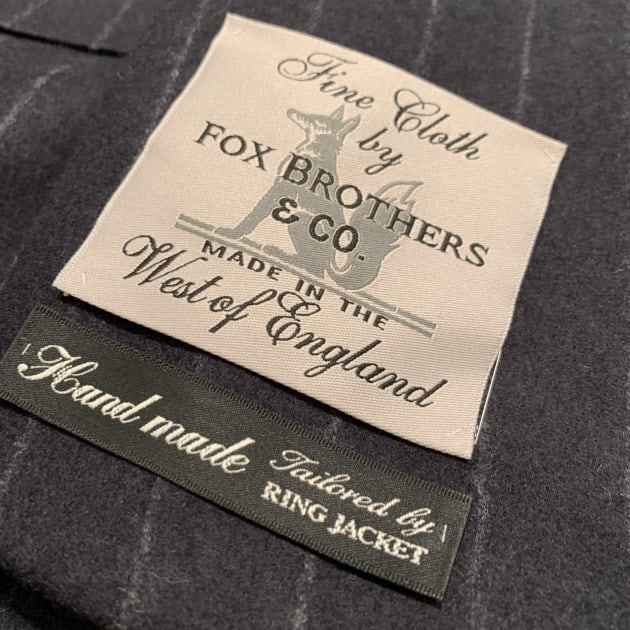 Fine Cloth
by
FOX BROTHERS
& CO.
MADE IN THE
West of England
Hand made
Tailored by
RING JACKET